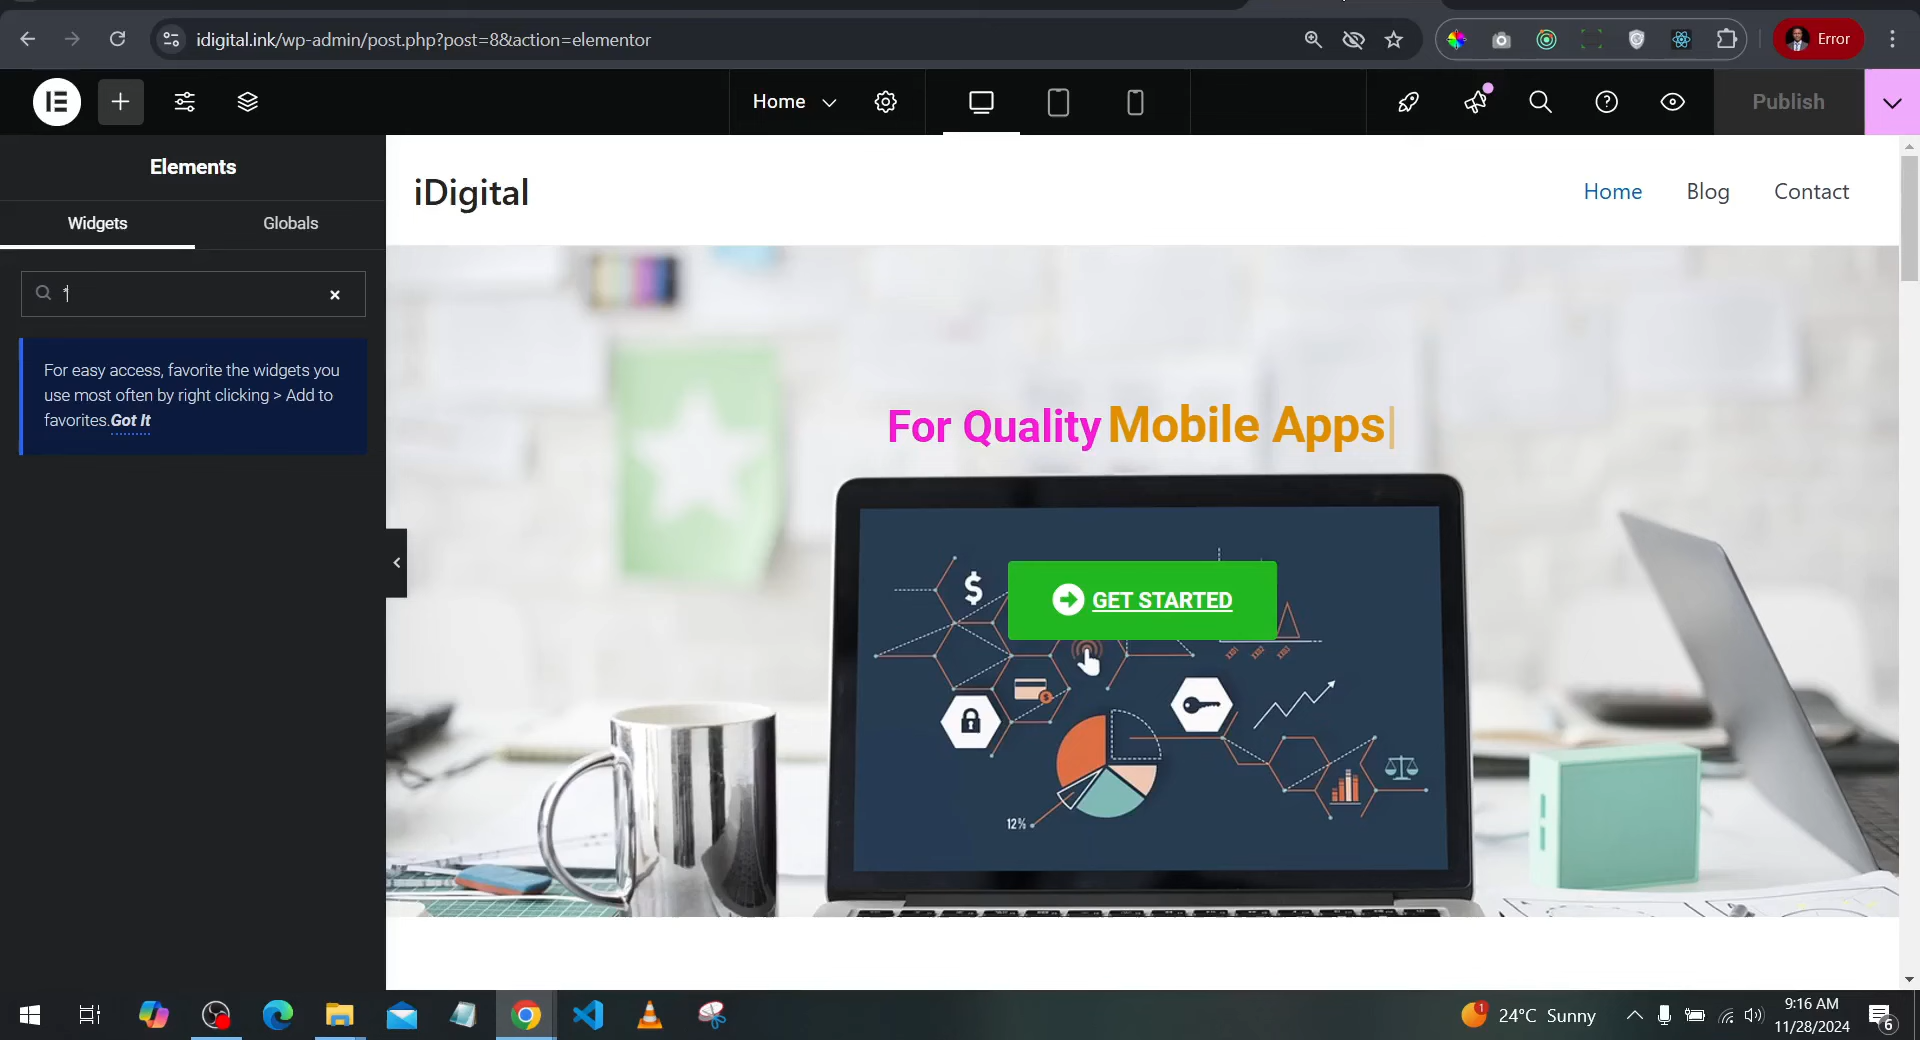 idigital.ink/wp-admin/post.php?post=8&action=elementor
Error
Home
Publish
Elements
Widgets
Globals
*
For easy access, favorite the widgets you
use most often by right clicking > Add to
favorites.Got It
iDigital
Home
Blog
Contact
For Quality Mobile Apps|
GET STARTED
$
12%
1
24°C Sunny
9:16 AM
11/28/2024
6